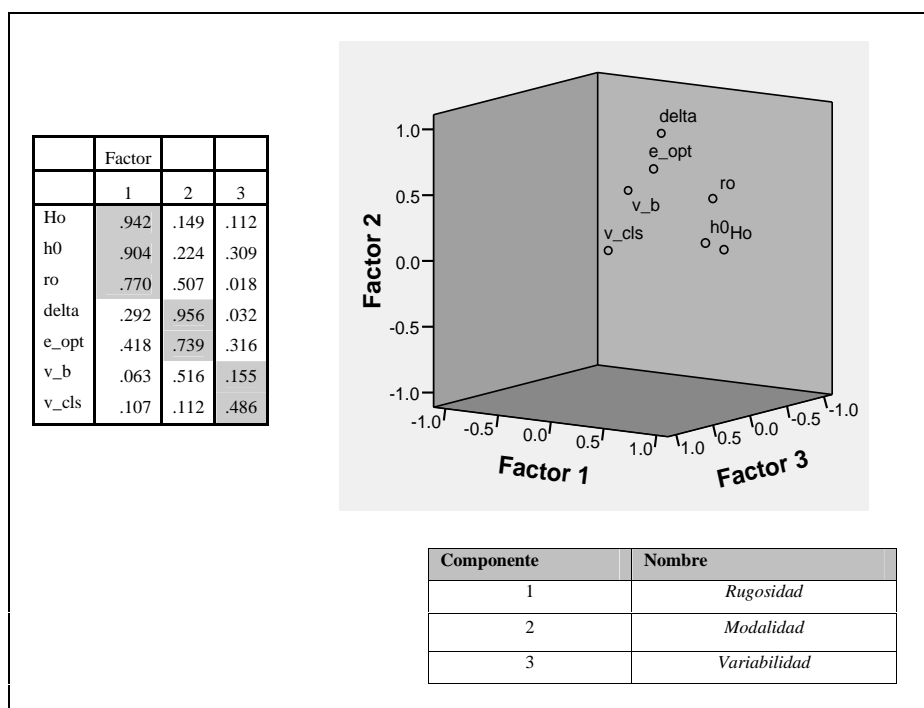 Factor
1 2 3
Ho .942 .149 .112
h0 .904 .224 .309
ro .770 .507 .018
delta .292 .956 .032
e_opt .418 .739 .316
v_b .063 .516 .155
v_cls .107 .112 .486
delta
e_opt
ro
v_b
v_cls
h0
Ho
Factor 2
1.0
0.5
0.0
-0.5
-1.0
-1.0
-0.5
0.0
0.5
1.0
Factor 1
1.0
0.5
0.0
-0.5
-1.0
Factor 3
Componente Nombre
1 Rugosidad
2 Modalidad
3 Variabilidad